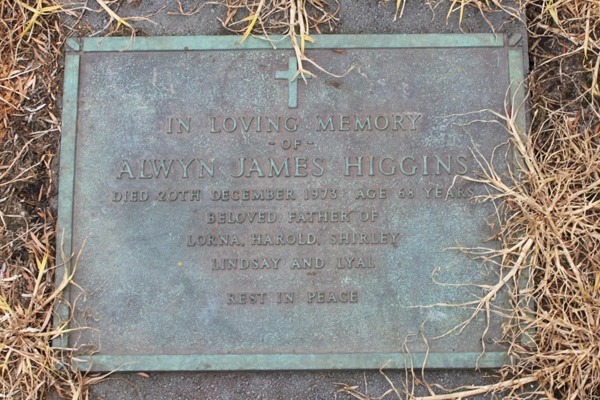 IN LOVING MEMORY
- OF -
ALWYN JAMES HIGGINS
DIED 20TH DECEMBER 1973 AGE 68 YEARS
BELOVED FATHER OF
LORNA, HAROLD, SHIRLEY
LINDSAY AND LYAL
REST IN PEACE